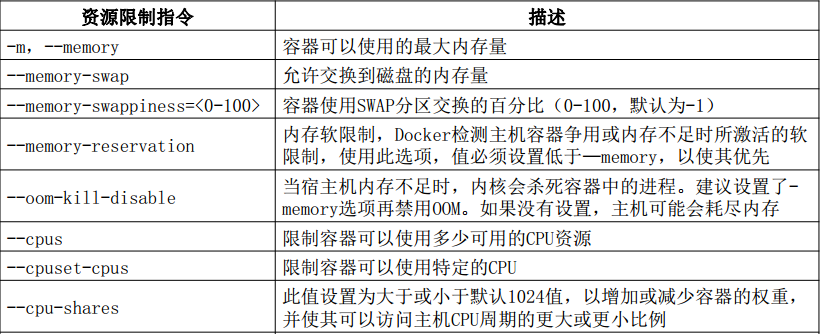 资源限制指令 描述
-m，--memory 容器可以使用的最大内存量
--memory-swap 允许交换到磁盘的内存量
--memory-swappiness=<0-100> 容器使用SWAP分区交换的百分比（0-100，默认为-1）
--memory-reservation 内存软限制，Docker检测主机容器争用或内存不足时所激活的软
限制，使用此选项，值必须设置低于—memory，以使其优先
--oom-kill-disable 当宿主机内存不足时，内核会杀死容器中的进程。建议设置了-
memory选项再禁用OOM。如果没有设置，主机可能会耗尽内存
--cpus 限制容器可以使用多少可用的CPU资源
--cpuset-cpus 限制容器可以使用特定的CPU
--cpu-shares 此值设置为大于或小于默认1024值，以增加或减少容器的权重，
并使其可以访问主机CPU周期的更大或更小比例